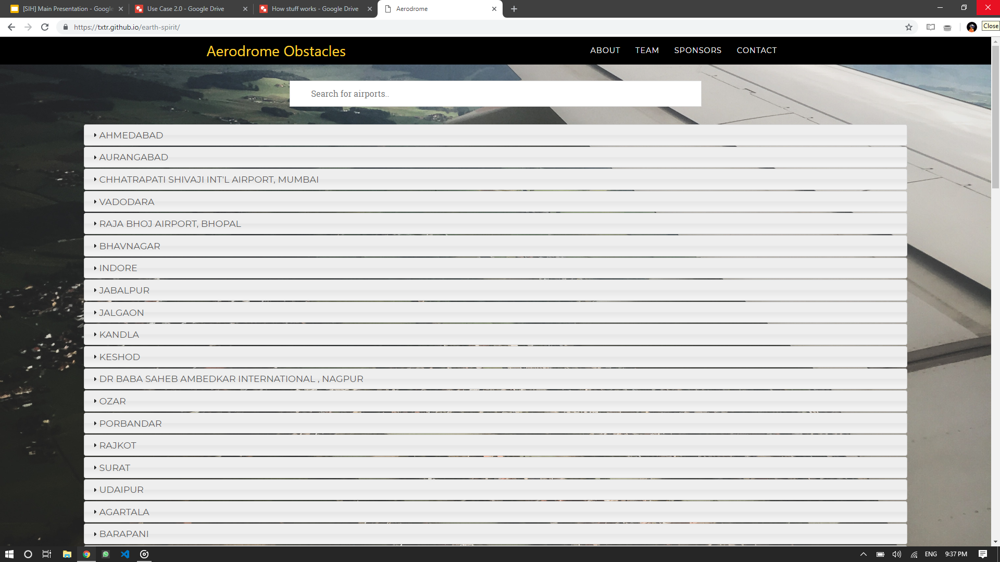 [SIH] Main Presentation - Google
Use Case 2.0 - Google Drive
How stuff works - Google Drive
Aerodrome
https://txtr.github.io/earth-spirit/
Close
Aerodrome Obstacles
ABOUT TEAM SPONSORS CONTACT
Search for airports..
AHMEDABAD
AURANGABAD
CHHATRAPATI SHIVAJI INT'L AIRPORT, MUMBAI
VADODARA
RAJA BHOJ AIRPORT, BHOPAL
BHAVNAGAR
INDORE
JABALPUR
JALGAON
KANDLA
KESHOD
DR BABA SAHEB AMBEDKAR INTERNATIONAL , NAGPUR
OZAR
PORBANDAR
RAJKOT
SURAT
UDAIPUR
AGARTALA
BARAPANI
ENG 9:37 PM